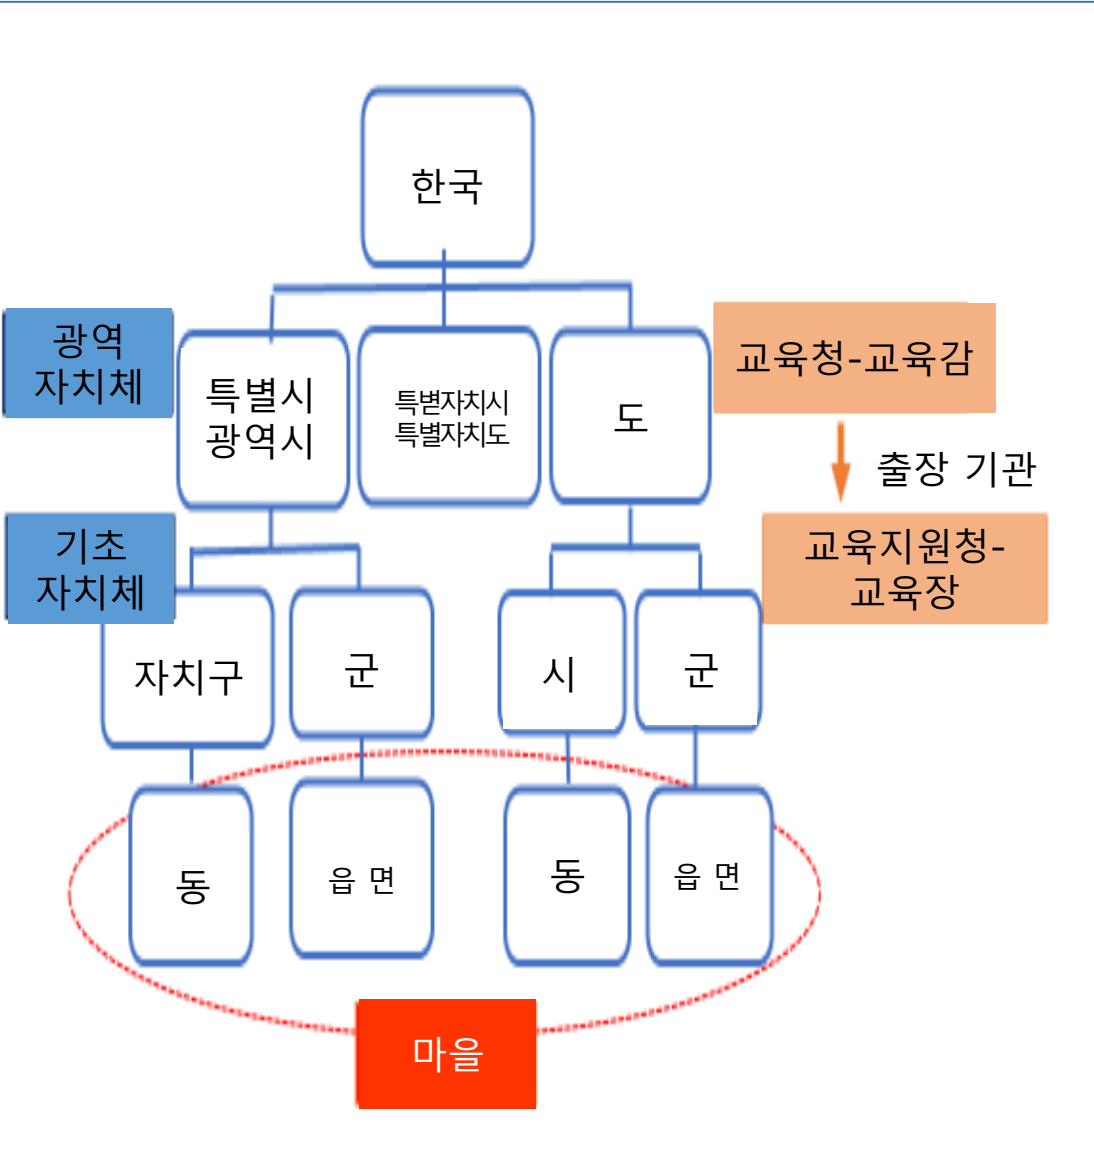 한국
광역
자치체
특별시
광역시
특별자치시
특별자치도
도
교육청-교육감
출장 기관
기초
자치체
교육지원청-
교육장
자치구
군
시
군
동
읍 면
동
읍 면
마을